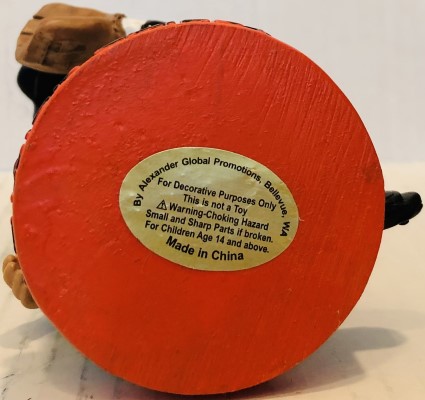 By Alexander Global Promotions, Bellevue, WA
For Decorative Purposes Only
This is not a Toy
⚠Warning-Choking Hazard
Small and Sharp Parts if broken.
For Children Age 14 and above.
Made in China